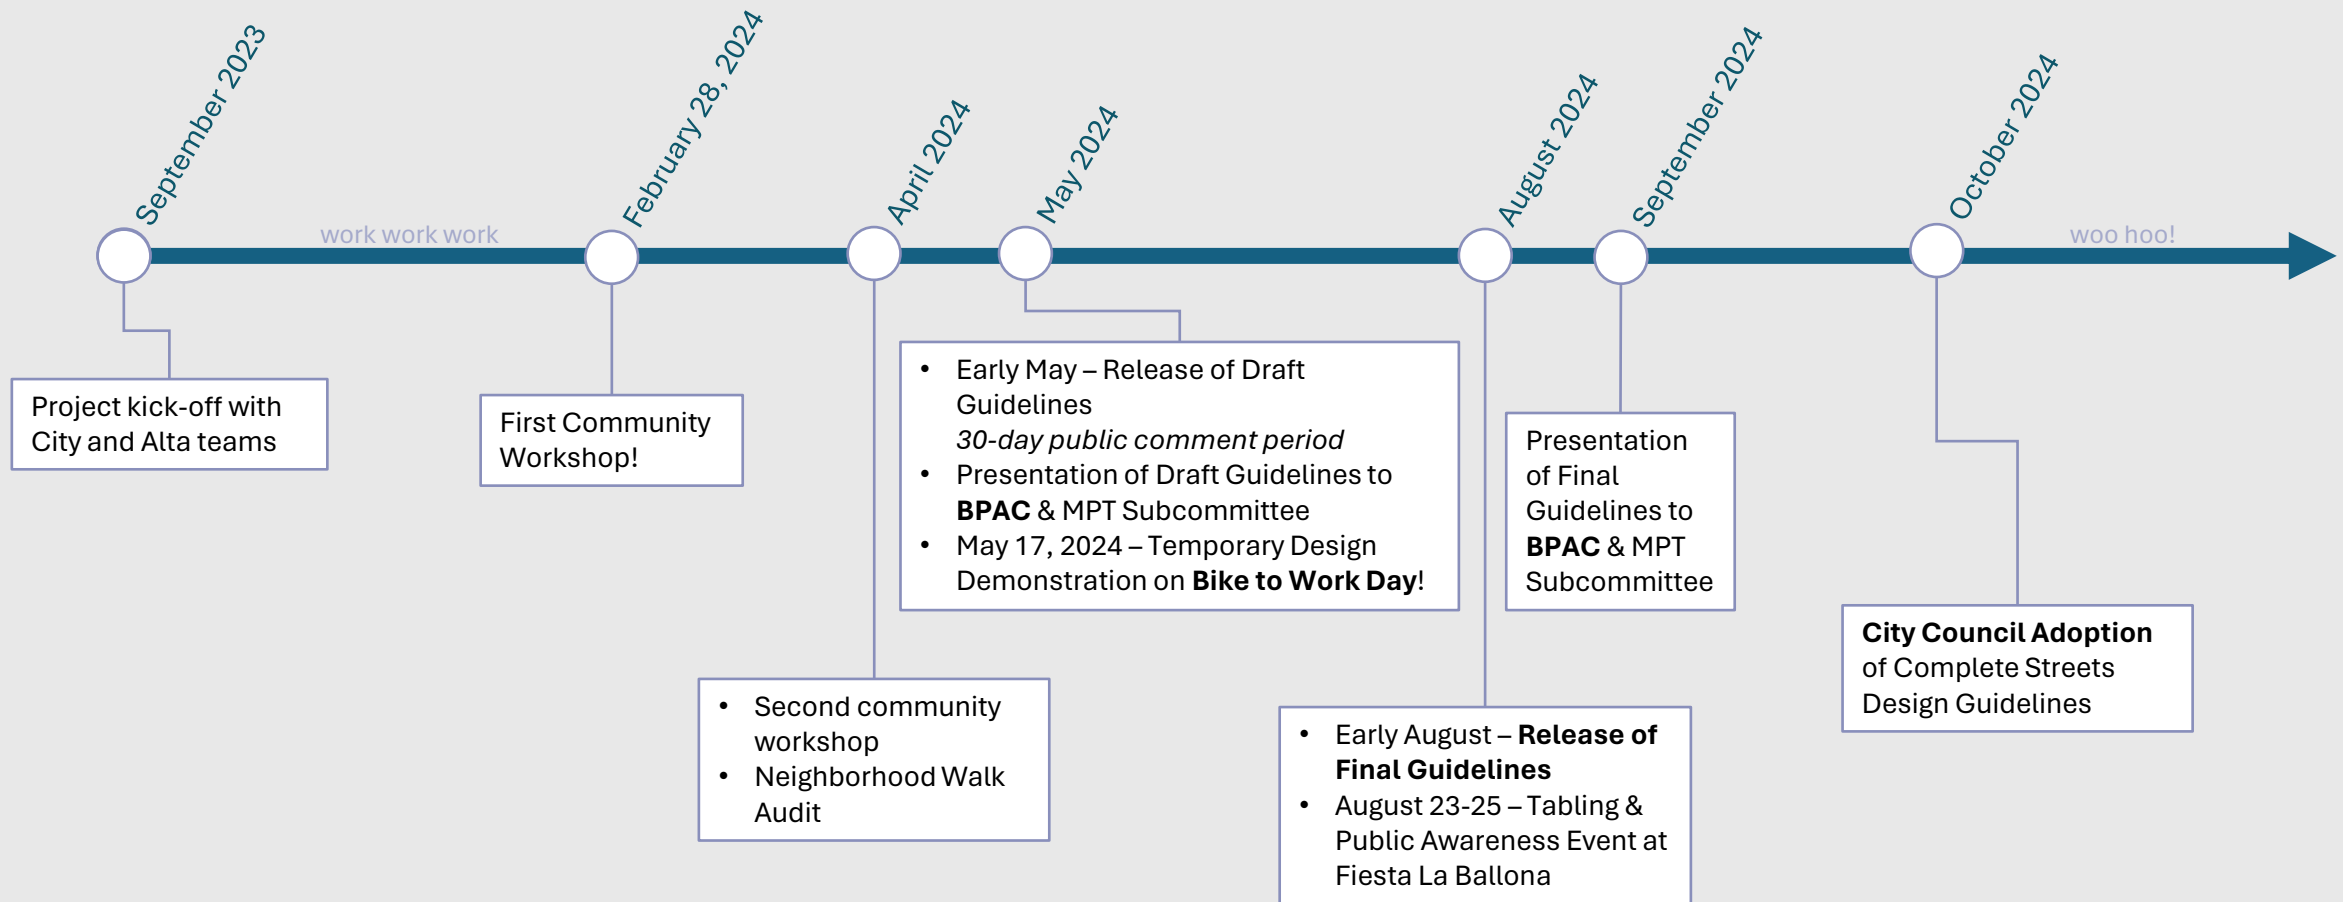 September 2023
February 28, 2024
April 2024
May 2024
August 2024
September 2024
October 2024
work work work
woo hoo!
Project kick-off with
City and Alta teams
First Community
Workshop!
• Second community
workshop
• Neighborhood Walk
Audit
• Early May – Release of Draft
Guidelines
30-day public comment period
• Presentation of Draft Guidelines to
BPAC & MPT Subcommittee
• May 17, 2024 – Temporary Design
Demonstration on Bike to Work Day!
• Early August – Release of
Final Guidelines
• August 23-25 – Tabling &
Public Awareness Event at
Fiesta La Ballona
Presentation
of Final
Guidelines to
BPAC & MPT
Subcommittee
City Council Adoption
of Complete Streets
Design Guidelines